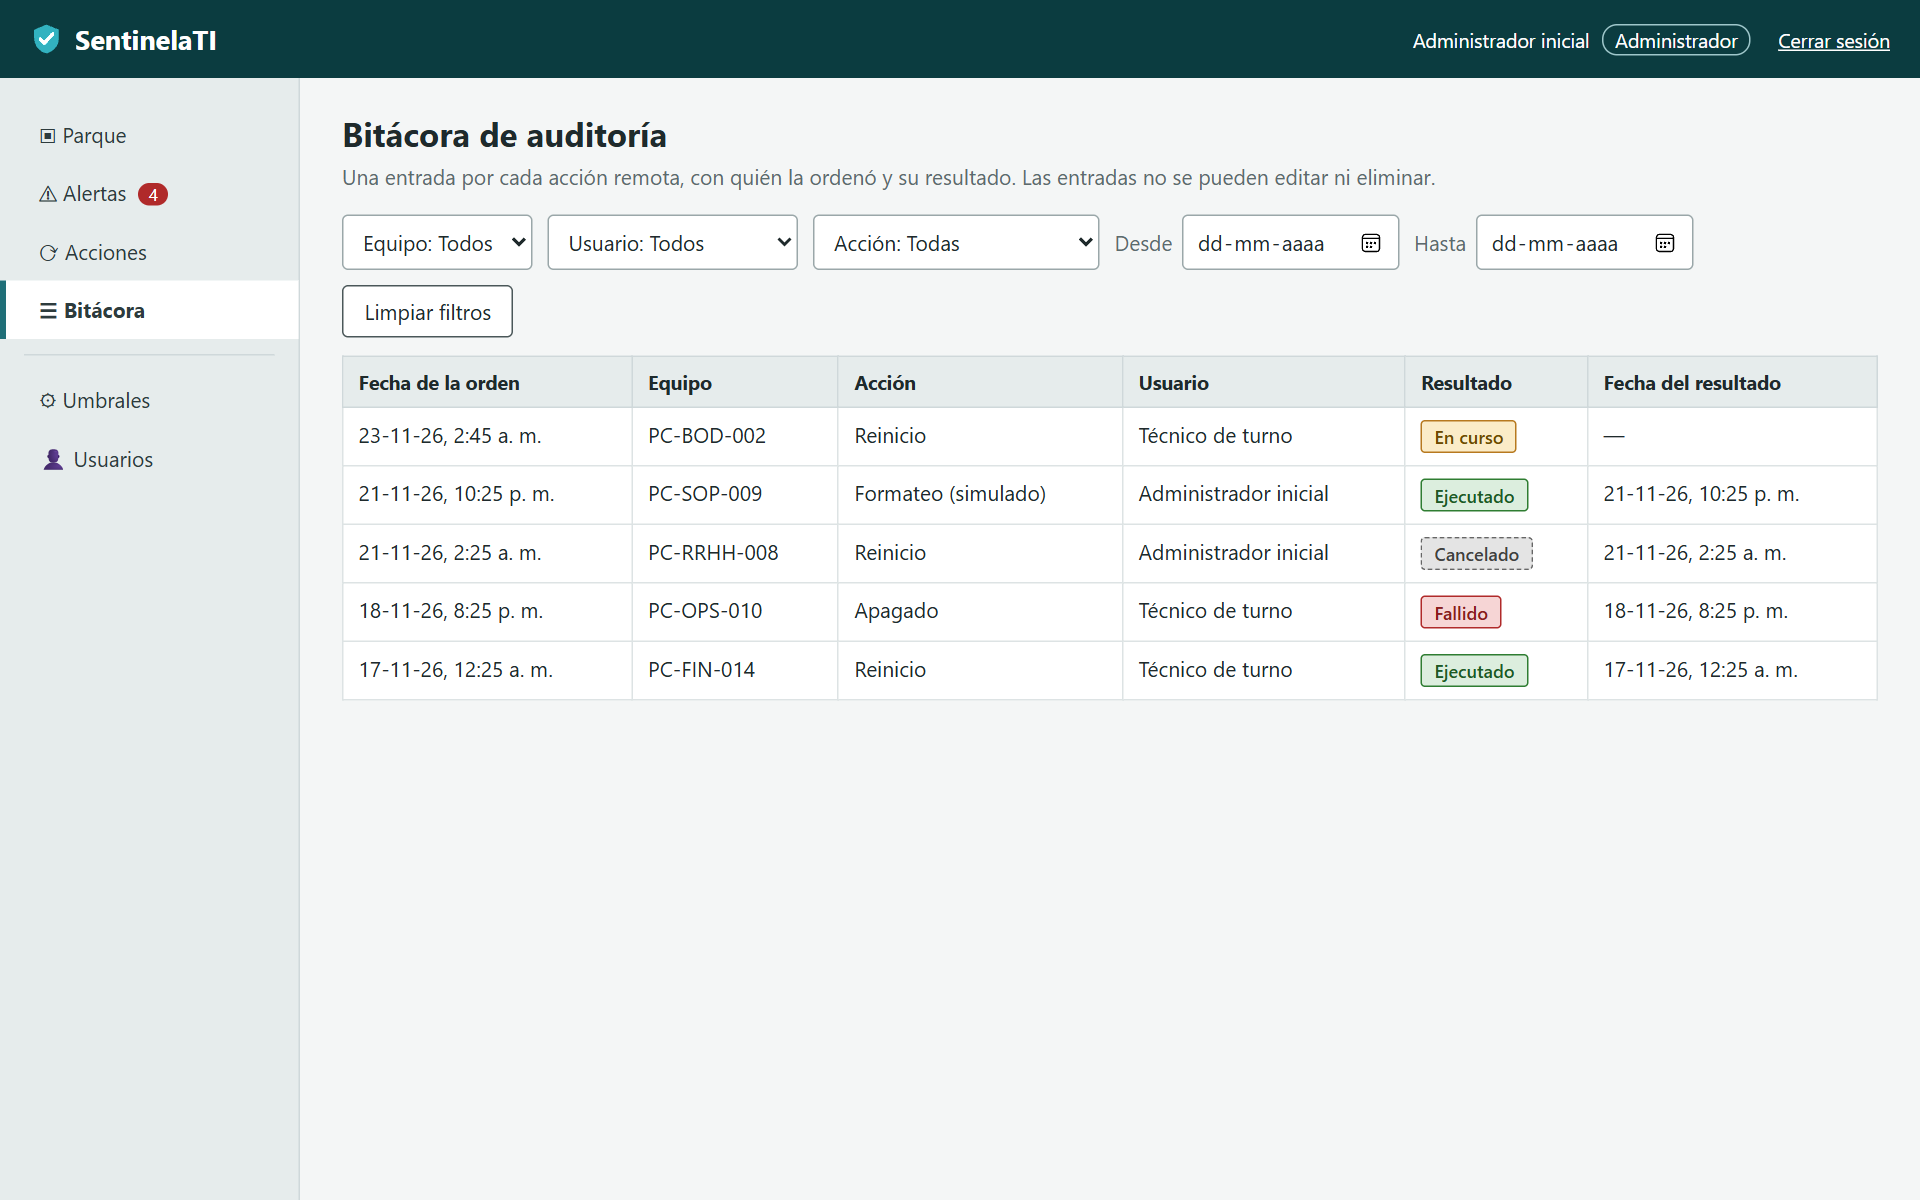 SentinelaTI
Administrador inicial Administrador Cerrar sesión
Parque
Alertas 4
Acciones
Bitácora
Umbrales
Usuarios
Bitácora de auditoría
Una entrada por cada acción remota, con quién la ordenó y su resultado. Las entradas no se pueden editar ni eliminar.
Equipo: Todos Usuario: Todos Acción: Todas Desde dd-mm-aaaa Hasta dd-mm-aaaa
Limpiar filtros
Fecha de la orden Equipo Acción Usuario Resultado Fecha del resultado
23-11-26, 2:45 a. m. PC-BOD-002 Reinicio Técnico de turno En curso —
21-11-26, 10:25 p. m. PC-SOP-009 Formateo (simulado) Administrador inicial Ejecutado 21-11-26, 10:25 p. m.
21-11-26, 2:25 a. m. PC-RRHH-008 Reinicio Administrador inicial Cancelado 21-11-26, 2:25 a. m.
18-11-26, 8:25 p. m. PC-OPS-010 Apagado Técnico de turno Fallido 18-11-26, 8:25 p. m.
17-11-26, 12:25 a. m. PC-FIN-014 Reinicio Técnico de turno Ejecutado 17-11-26, 12:25 a. m.